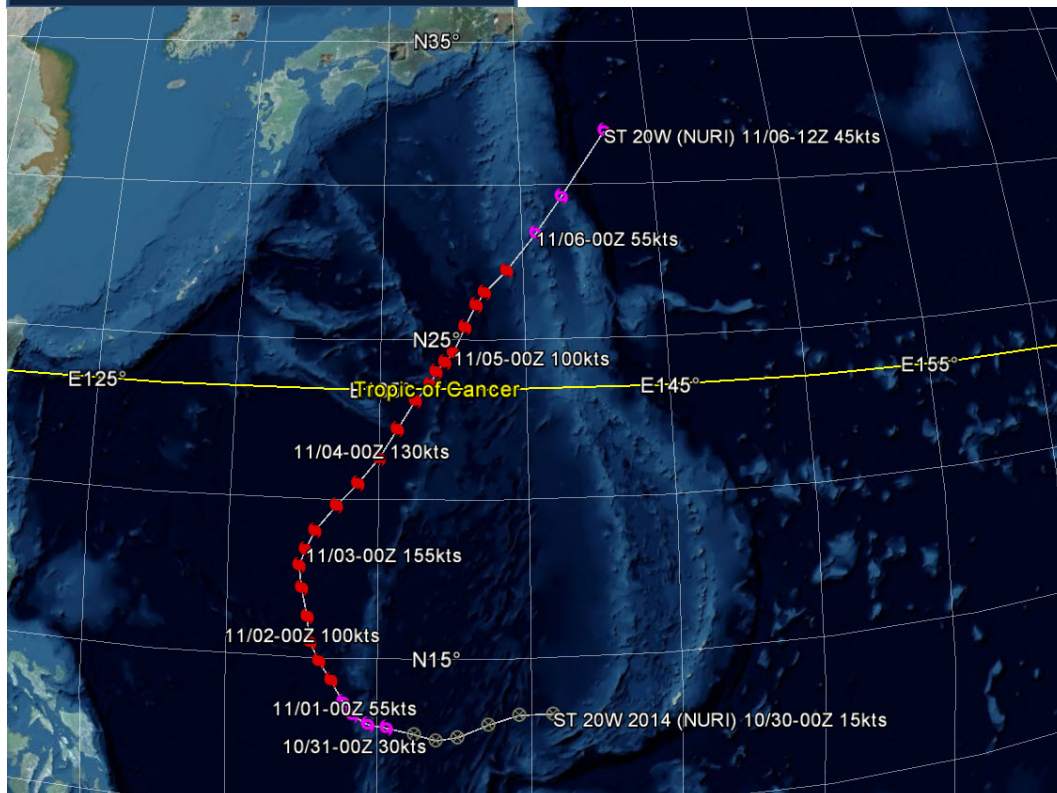 N35°
ST 20W (NURI) 11/06-12Z 45kts
11/06-00Z 55kts
N25°
11/05-00Z 100kts
E155°
E125°
Tropic of Cancer
E145°
11/04-00Z 130kts
11/03-00Z 155kts
11/02-00Z 100kts
N15°
11/01-00Z 55kts
ST 20W 2014 (NURI) 10/30-00Z 15kts
10/31-00Z 30kts